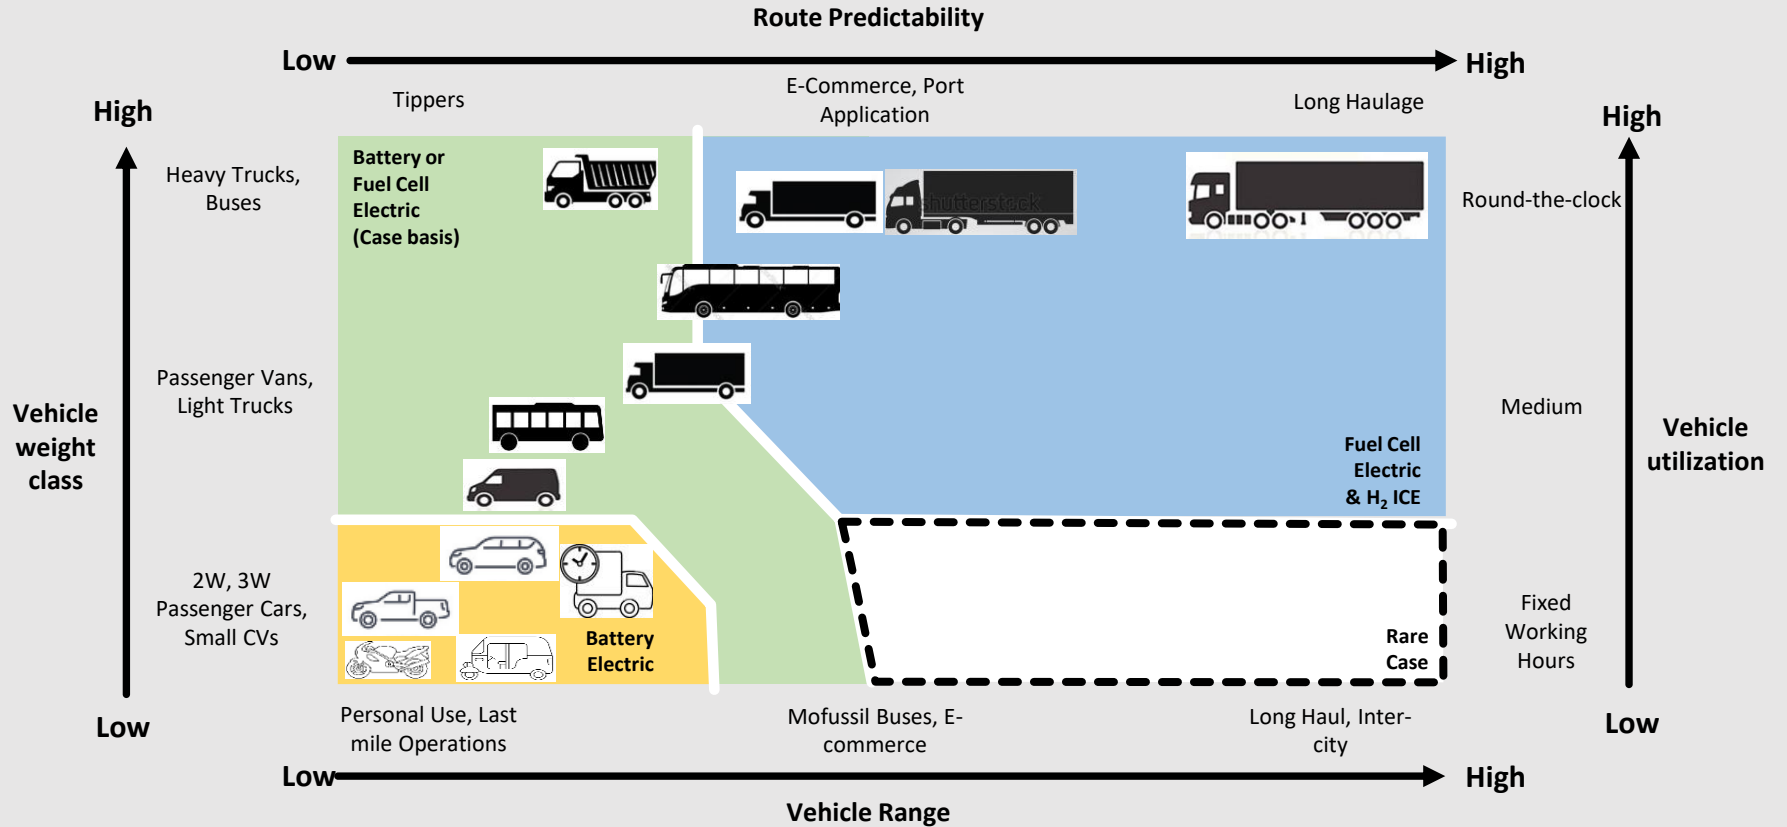 Route Predictability
Low
High
Tippers
E-Commerce, Port
Application
Long Haulage
High
High
Heavy Trucks,
Buses
Battery or
Fuel Cell
Electric
(Case basis)
shutterstock
Round-the-clock
Passenger Vans,
Light Trucks
Medium
Vehicle
weight
class
Vehicle
utilization
Fuel Cell
Electric
& H₂ ICE
2W, 3W
Passenger Cars,
Small CVs
Battery
Electric
Rare
Case
Fixed
Working
Hours
Low
Low
Personal Use, Last
mile Operations
Mofussil Buses, E-
commerce
Long Haul, Inter-
city
Low
High
Vehicle Range